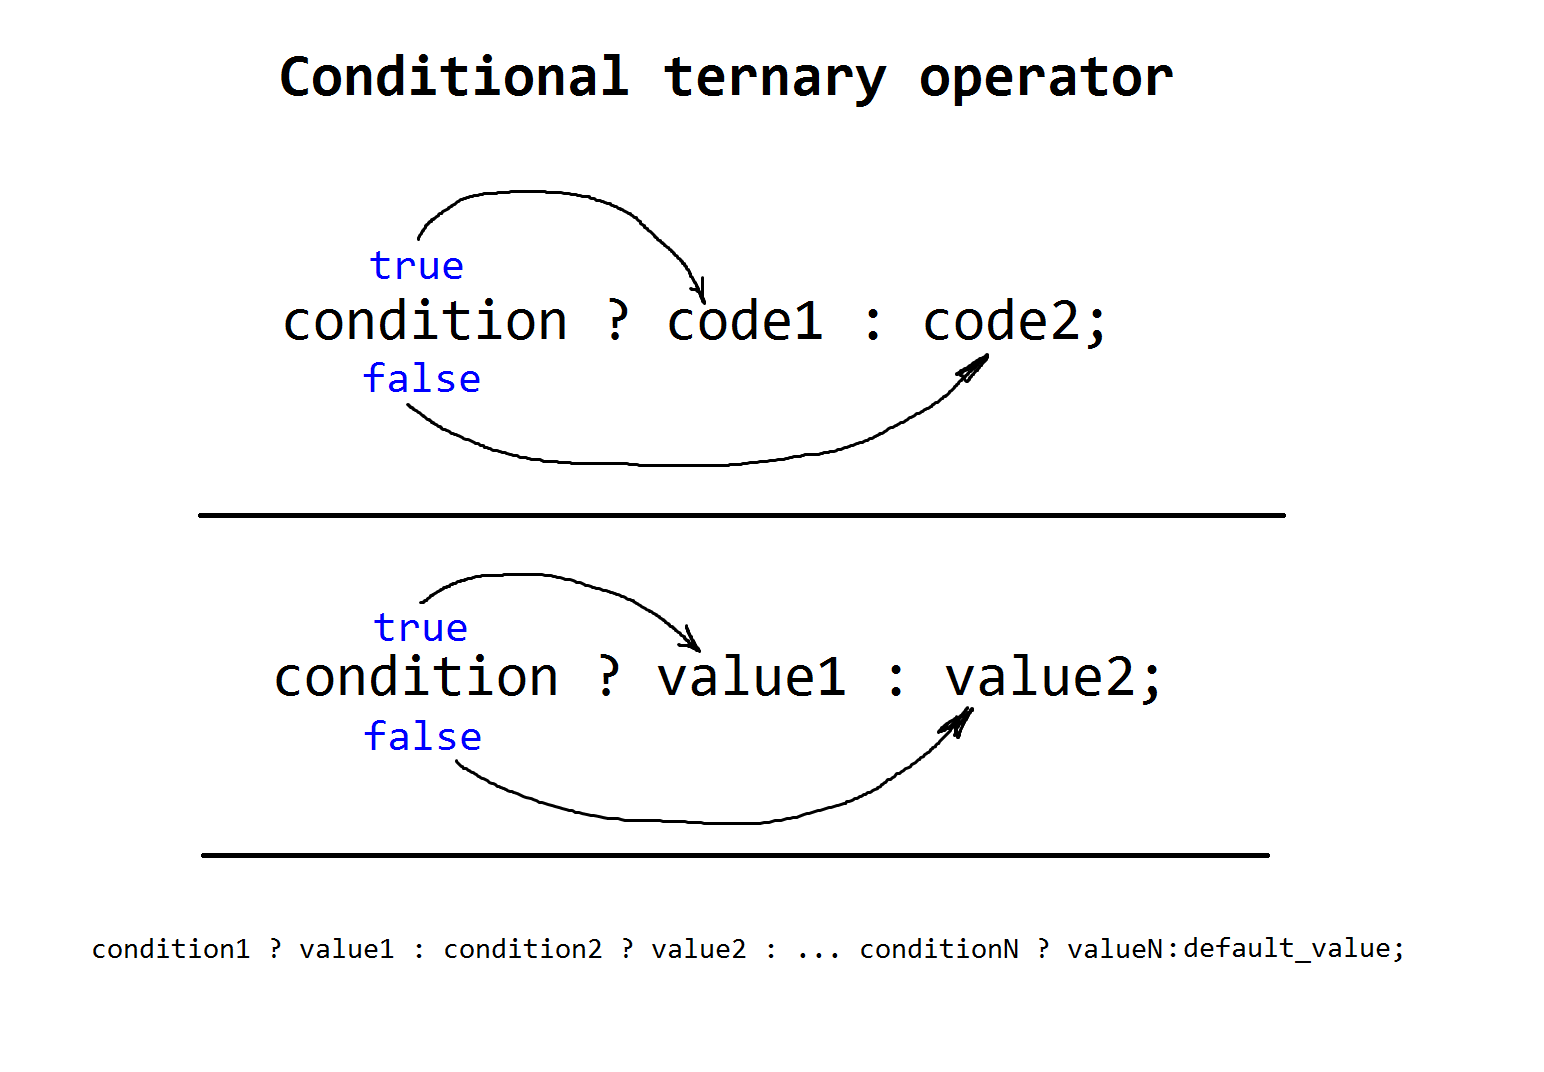 Conditional ternary operator
true
condition ? code1 : code2;
false
true
condition ? value1 : value2;
false
condition1 ? value1 : condition2 ? value2 : ... conditionN ? valueN:default_value;